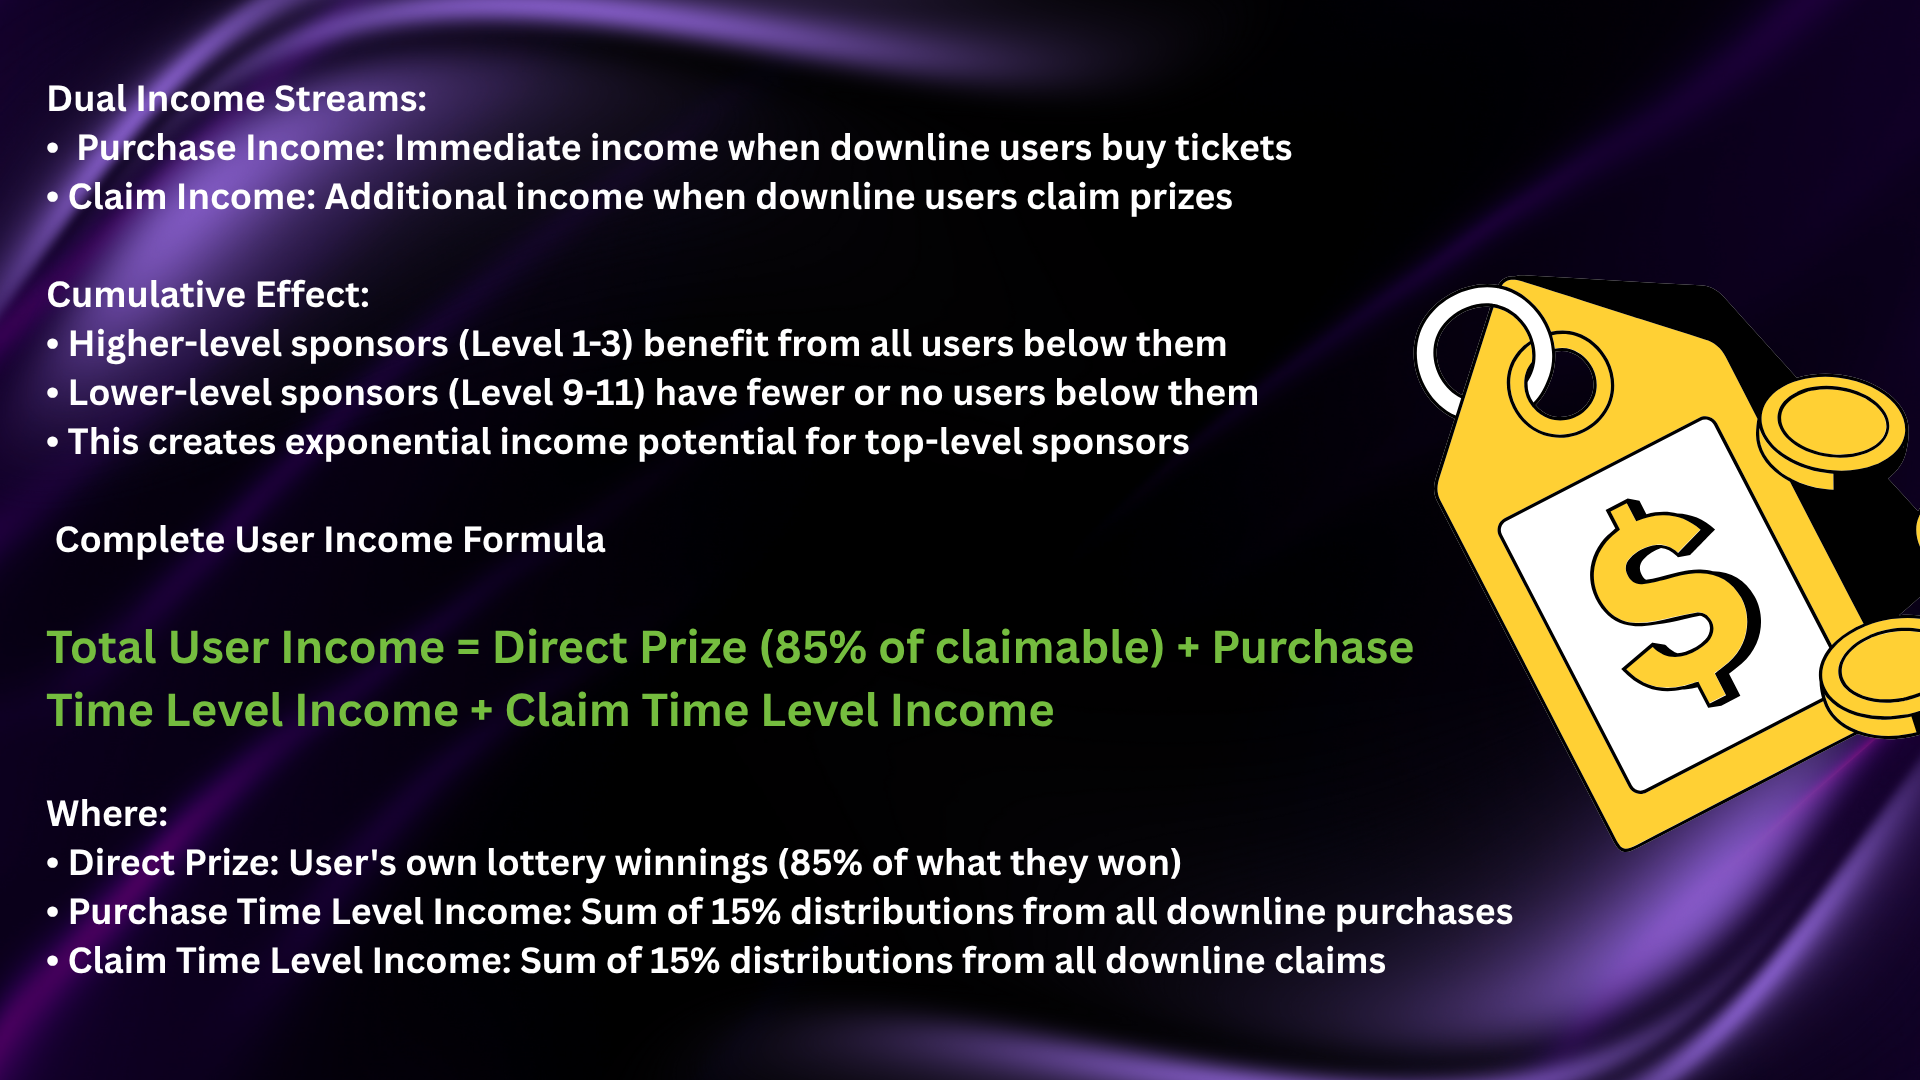 Dual Income Streams:
•  Purchase Income: Immediate income when downline users buy tickets
• Claim Income: Additional income when downline users claim prizes
Cumulative Effect:
• Higher-level sponsors (Level 1-3) benefit from all users below them
• Lower-level sponsors (Level 9-11) have fewer or no users below them
• This creates exponential income potential for top-level sponsors
Complete User Income Formula
Total User Income = Direct Prize (85% of claimable) + Purchase
Time Level Income + Claim Time Level Income
Where:
• Direct Prize: User's own lottery winnings (85% of what they won)
• Purchase Time Level Income: Sum of 15% distributions from all downline purchases
• Claim Time Level Income: Sum of 15% distributions from all downline claims
$